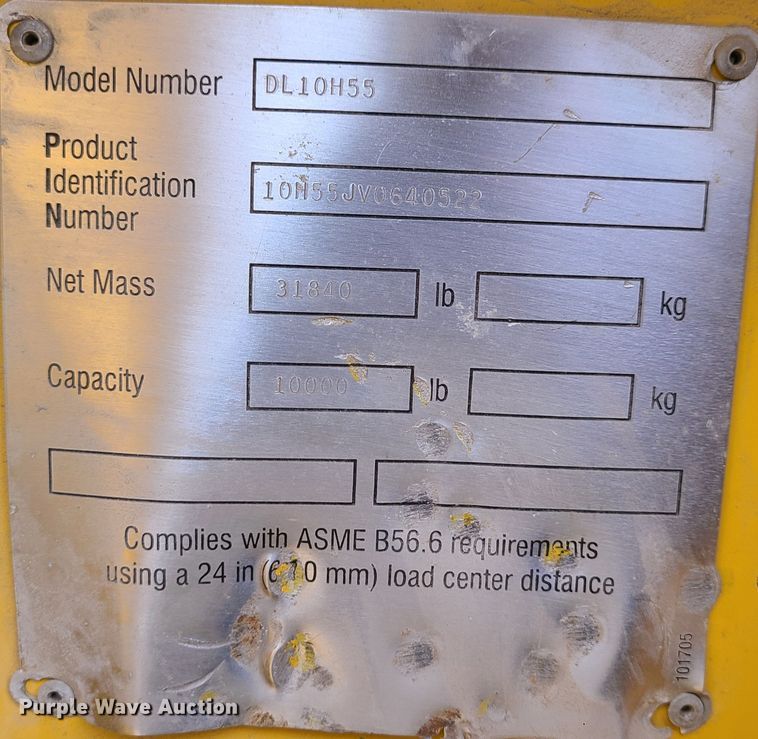 Model Number DL10H55
Product
Identification 10H55JV0640522
Number
Net Mass 31840 lb kg
Capacity 10000 lb kg
Complies with ASME B56.6 requirements
using a 24 in (610 mm) load center distance
101705
Purple Wave Auction